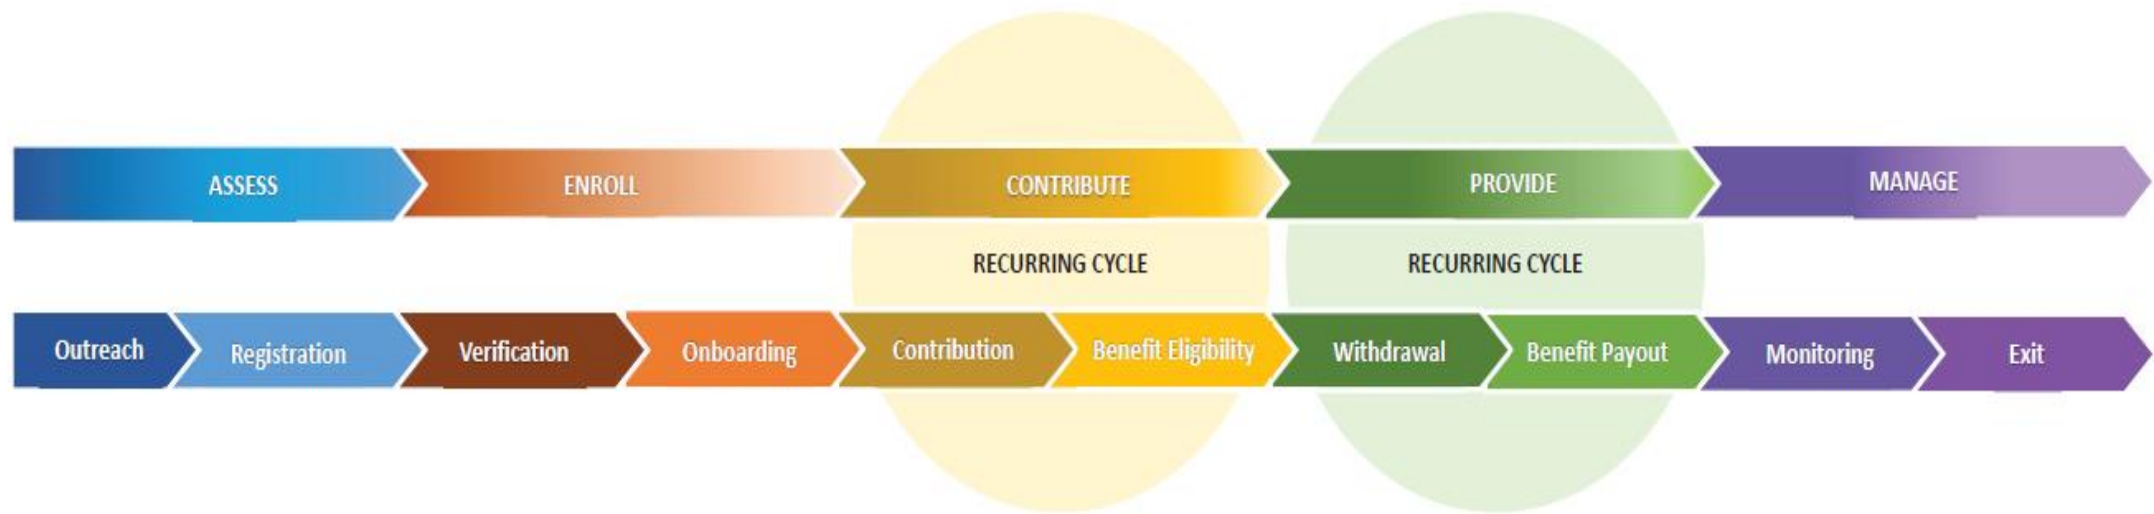 ASSESS
ENROLL
CONTRIBUTE
PROVIDE
MANAGE
RECURRING CYCLE
RECURRING CYCLE
Outreach
Registration
Verification
Onboarding
Contribution
Benefit Eligibility
Withdrawal
Benefit Payout
Monitoring
Exit